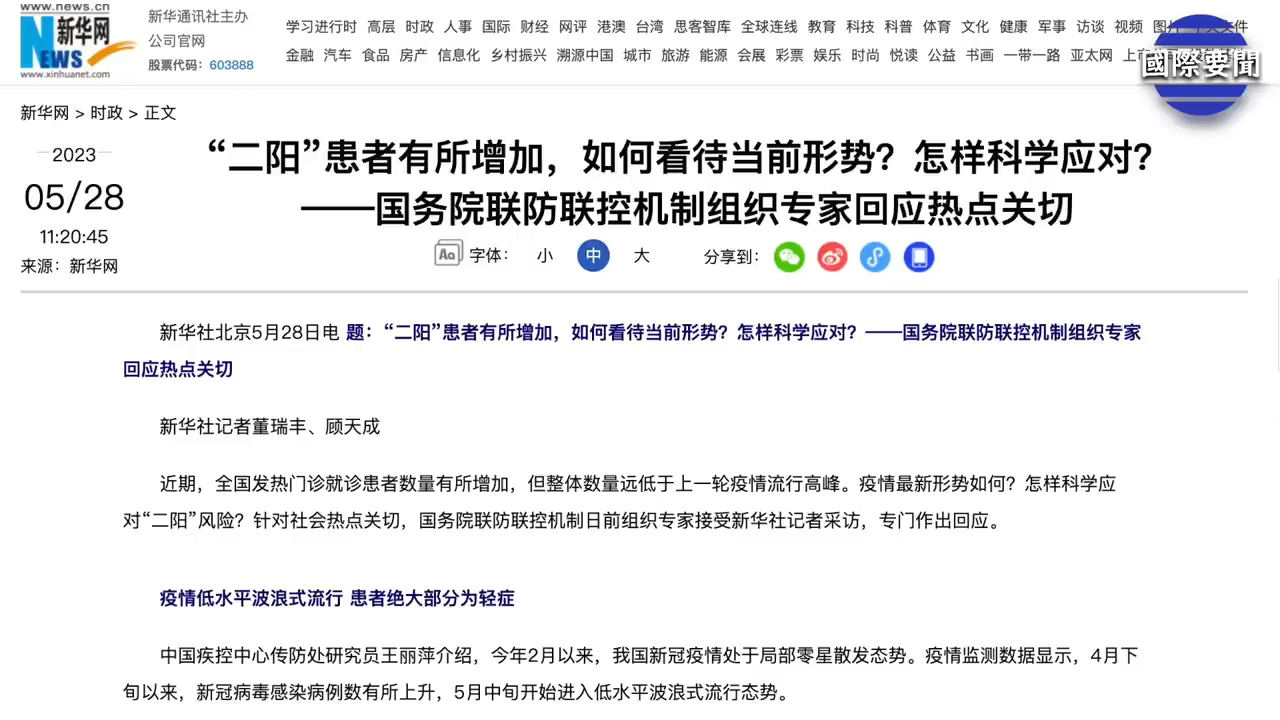 www.news.cn
新华网
NEWS
www.xinhuanet.com
新华通讯社主办
公司官网
股票代码：603888
学习进行时 高层 时政 人事 国际 财经 网评 港澳 台湾 思客智库 全球连线 教育 科技 科普 体育 文化 健康 军事 访谈 视频 图片
金融 汽车 食品 房产 信息化 乡村振兴 溯源中国 城市 旅游 能源 会展 彩票 娱乐 时尚 悦读 公益 书画 一带一路 亚太网
國際要聞
新华网 > 时政 > 正文
2023
05/28
11:20:45
来源：新华网
“二阳”患者有所增加，如何看待当前形势？怎样科学应对？
——国务院联防联控机制组织专家回应热点关切
Aa 字体： 小 中 大 分享到：
新华社北京5月28日电 题：“二阳”患者有所增加，如何看待当前形势？怎样科学应对？——国务院联防联控机制组织专家
回应热点关切
新华社记者董瑞丰、顾天成
近期，全国发热门诊就诊患者数量有所增加，但整体数量远低于上一轮疫情流行高峰。疫情最新形势如何？怎样科学应
对“二阳”风险？针对社会热点关切，国务院联防联控机制日前组织专家接受新华社记者采访，专门作出回应。
疫情低水平波浪式流行 患者绝大部分为轻症
中国疾控中心传防处研究员王丽萍介绍，今年2月以来，我国新冠疫情处于局部零星散发态势。疫情监测数据显示，4月下
旬以来，新冠病毒感染病例数有所上升，5月中旬开始进入低水平波浪式流行态势。